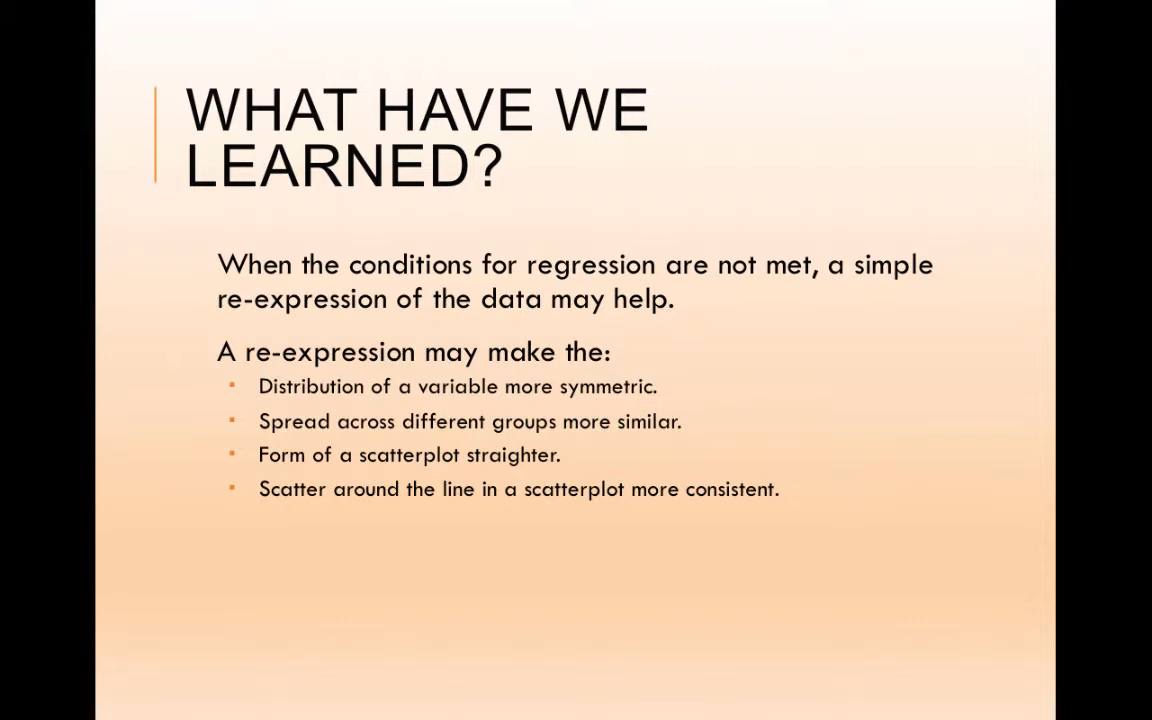 WHAT HAVE WE
LEARNED?
When the conditions for regression are not met, a simple
re-expression of the data may help.
A re-expression may make the:
▪ Distribution of a variable more symmetric.
▪ Spread across different groups more similar.
▪ Form of a scatterplot straighter.
▪ Scatter around the line in a scatterplot more consistent.